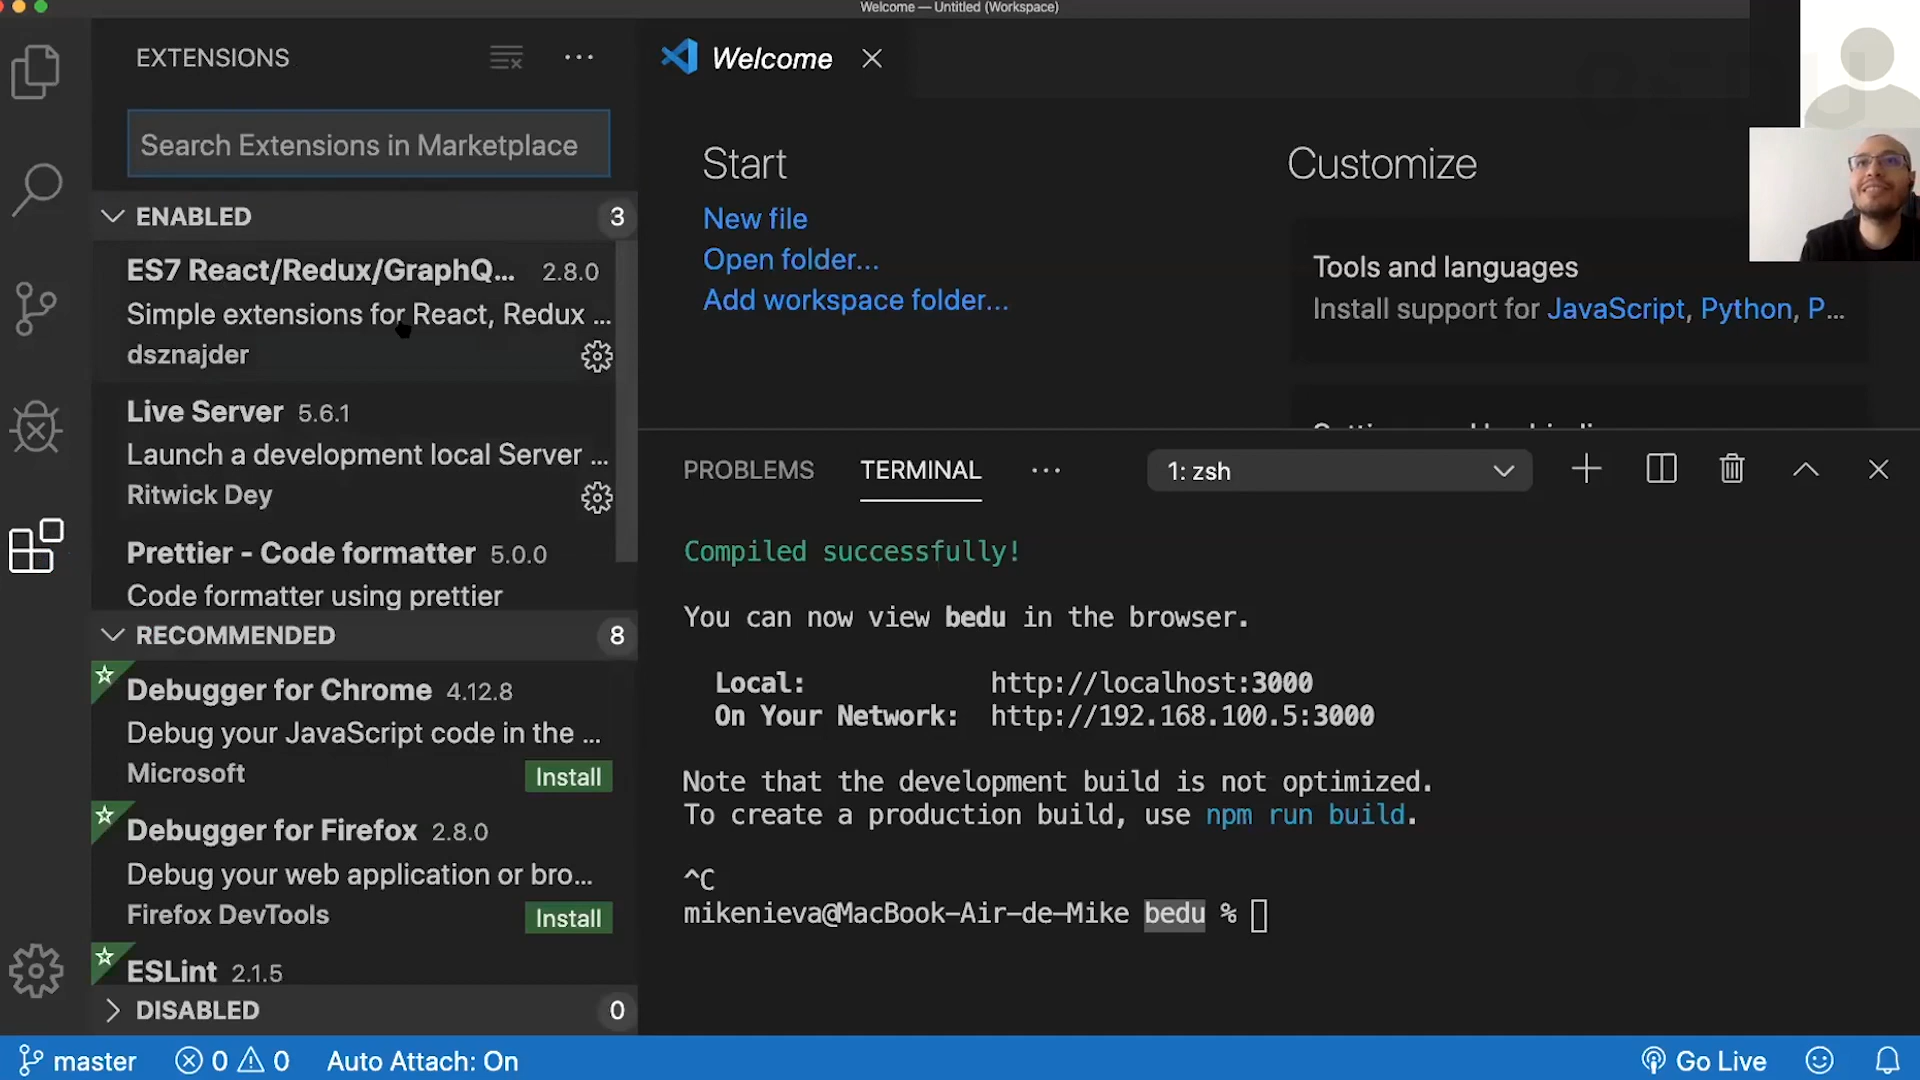 Welcome — Untitled (Workspace)
EXTENSIONS
Search Extensions in Marketplace
ENABLED 3
ES7 React/Redux/GraphQ... 2.8.0
Simple extensions for React, Redux ...
dsznajder
Live Server 5.6.1
Launch a development local Server ...
Ritwick Dey
Prettier - Code formatter 5.0.0
Code formatter using prettier
RECOMMENDED 8
Debugger for Chrome 4.12.8
Debug your JavaScript code in the ...
Microsoft Install
Debugger for Firefox 2.8.0
Debug your web application or bro...
Firefox DevTools Install
ESLint 2.1.5
DISABLED 0
Welcome
Start
New file
Open folder...
Add workspace folder...
Customize
Tools and languages
Install support for JavaScript, Python, P...
PROBLEMS TERMINAL ... 1: zsh
Compiled successfully!
You can now view bedu in the browser.
Local: http://localhost:3000
On Your Network: http://192.168.100.5:3000
Note that the development build is not optimized.
To create a production build, use npm run build.
^C
mikenieva@MacBook-Air-de-Mike bedu %
master 0 0 Auto Attach: On Go Live